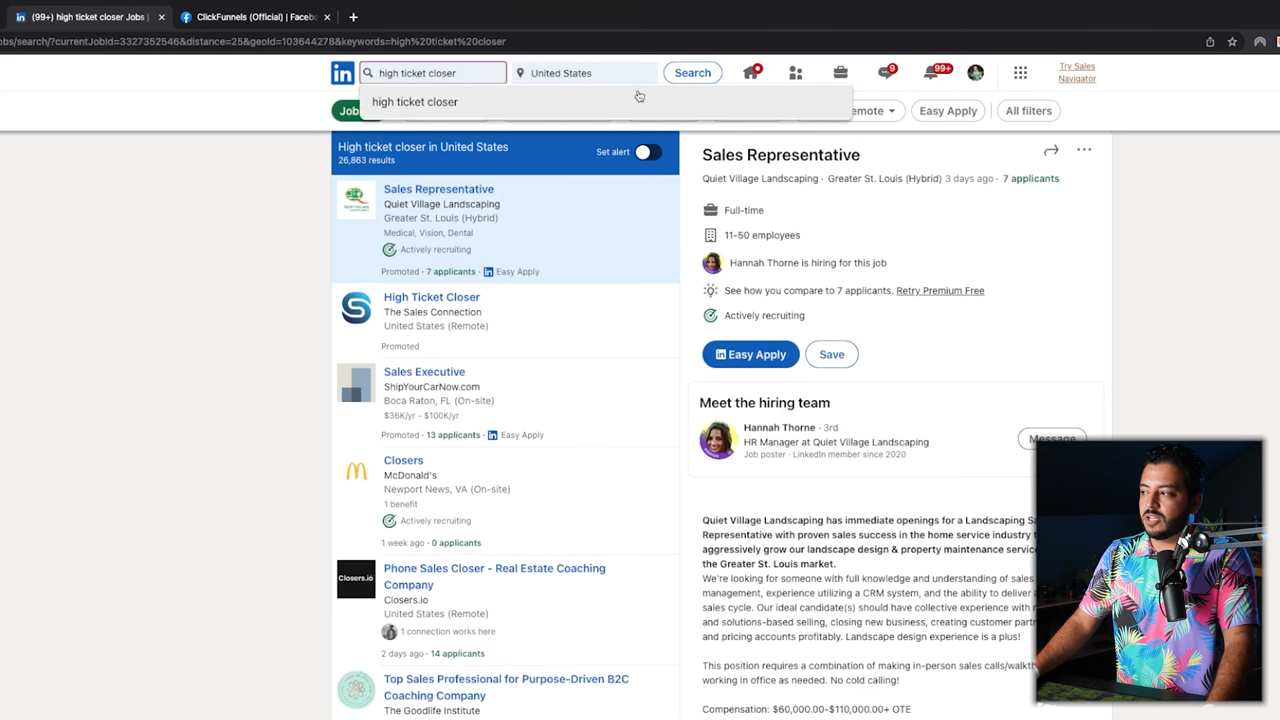 (99+) high ticket closer Jobs |
ClickFunnels (Official) | Facebo
obs/search/?currentJobId=3327352546&distance=25&geoId=103644278&keywords=high%20ticket%20closer
in
high ticket closer
United States
Search
9
99+
Try Sales
Navigator
high ticket closer
Job
emote
Easy Apply
All filters
High ticket closer in United States
26,863 results
Set alert
Sales Representative
Quiet Village Landscaping
Greater St. Louis (Hybrid)
Medical, Vision, Dental
Actively recruiting
Promoted · 7 applicants · in Easy Apply
High Ticket Closer
The Sales Connection
United States (Remote)
Promoted
Sales Executive
ShipYourCarNow.com
Boca Raton, FL (On-site)
$36K/yr - $100K/yr
Promoted · 13 applicants · in Easy Apply
Closers
McDonald's
Newport News, VA (On-site)
1 benefit
Actively recruiting
1 week ago · 0 applicants
Closers.io
Phone Sales Closer - Real Estate Coaching
Company
Closers.io
United States (Remote)
1 connection works here
2 days ago · 14 applicants
Top Sales Professional for Purpose-Driven B2C
Coaching Company
The Goodlife Institute
Sales Representative
Quiet Village Landscaping · Greater St. Louis (Hybrid) 3 days ago · 7 applicants
Full-time
11-50 employees
Hannah Thorne is hiring for this job
See how you compare to 7 applicants. Retry Premium Free
Actively recruiting
in Easy Apply
Save
Meet the hiring team
Hannah Thorne · 3rd
HR Manager at Quiet Village Landscaping
Job poster · LinkedIn member since 2020
Message
Quiet Village Landscaping has immediate openings for a Landscaping Sa
Representative with proven sales success in the home service industry t
aggressively grow our landscape design & property maintenance service
the Greater St. Louis market.
We're looking for someone with full knowledge and understanding of sales
management, experience utilizing a CRM system, and the ability to deliver a
sales cycle. Our ideal candidate(s) should have collective experience with r
and solutions-based selling, closing new business, creating customer partn
and pricing accounts profitably. Landscape design experience is a plus!
This position requires a combination of making in-person sales calls/walkth
working in office as needed. No cold calling!
Compensation: $60,000.00-$110,000.00+ OTE